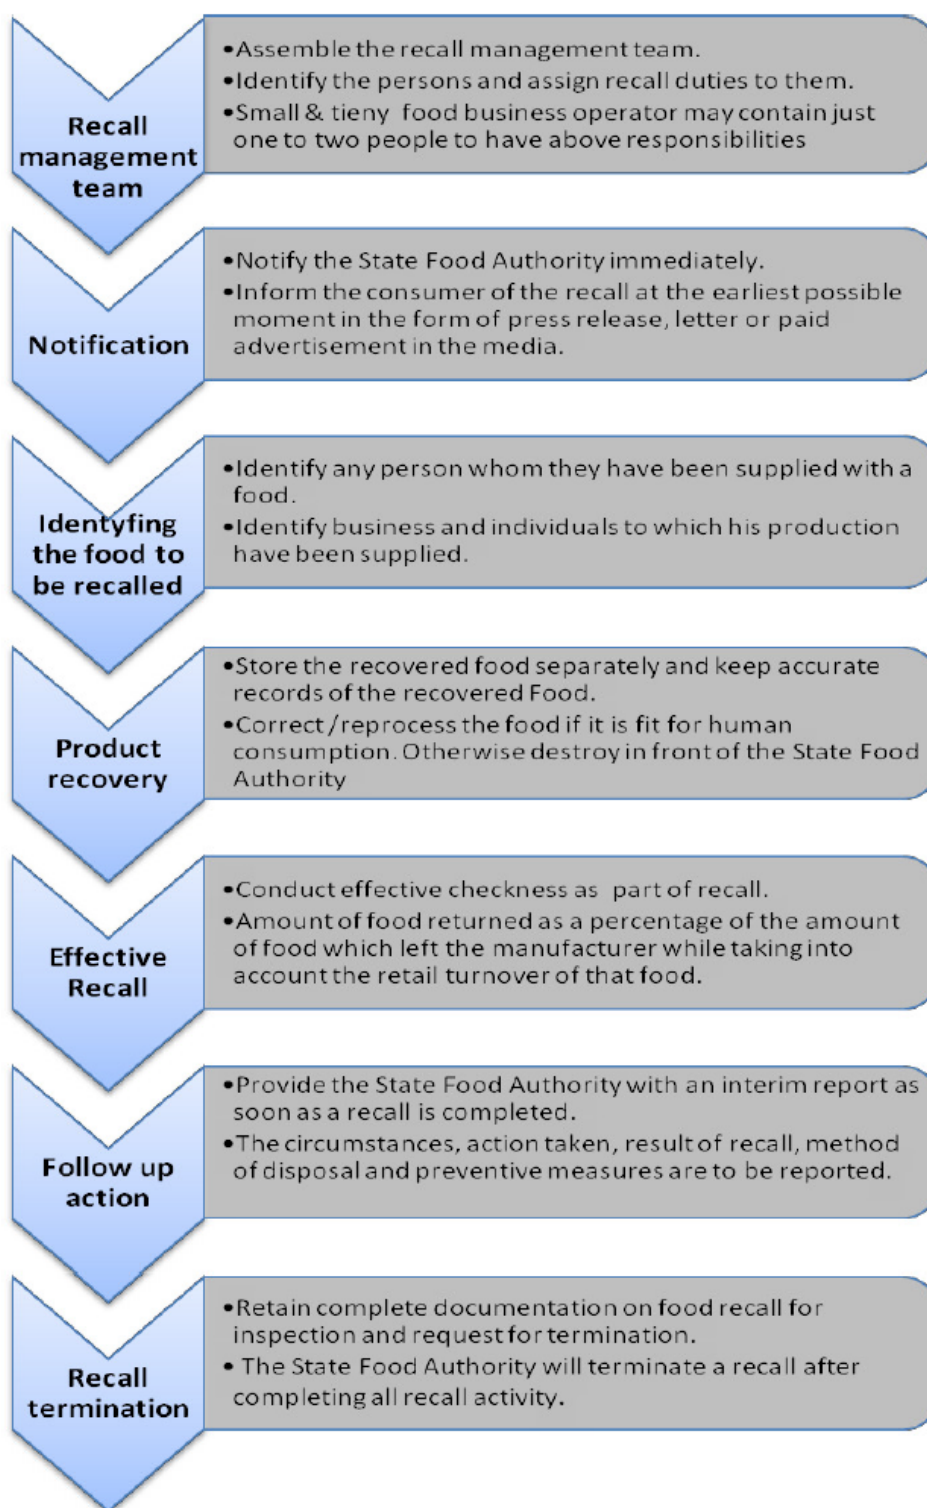 Recall
management
team
•Assemble the recall management team.
•Identify the persons and assign recall duties to them.
•Small & tieny food business operator may contain just
one to two people to have above responsibilities
Notification
•Notify the State Food Authority immediately.
•Inform the consumer of the recall at the earliest possible
moment in the form of press release, letter or paid
advertisement in the media.
Identyfing
the food to
be recalled
•Identify any person whom they have been supplied with a
food.
•Identify business and individuals to which his production
have been supplied.
Product
recovery
•Store the recovered food separately and keep accurate
records of the recovered Food.
•Correct/reprocess the food if it is fit for human
consumption. Otherwise destroy in front of the State Food
Authority
Effective
Recall
•Conduct effective checkness as part of recall.
•Amount of food returned as a percentage of the amount
of food which left the manufacturer while taking into
account the retail turnover of that food.
Follow up
action
•Provide the State Food Authority with an interim report as
soon as a recall is completed.
•The circumstances, action taken, result of recall, method
of disposal and preventive measures are to be reported.
Recall
termination
•Retain complete documentation on food recall for
inspection and request for termination.
• The State Food Authority will terminate a recall after
completing all recall activity.